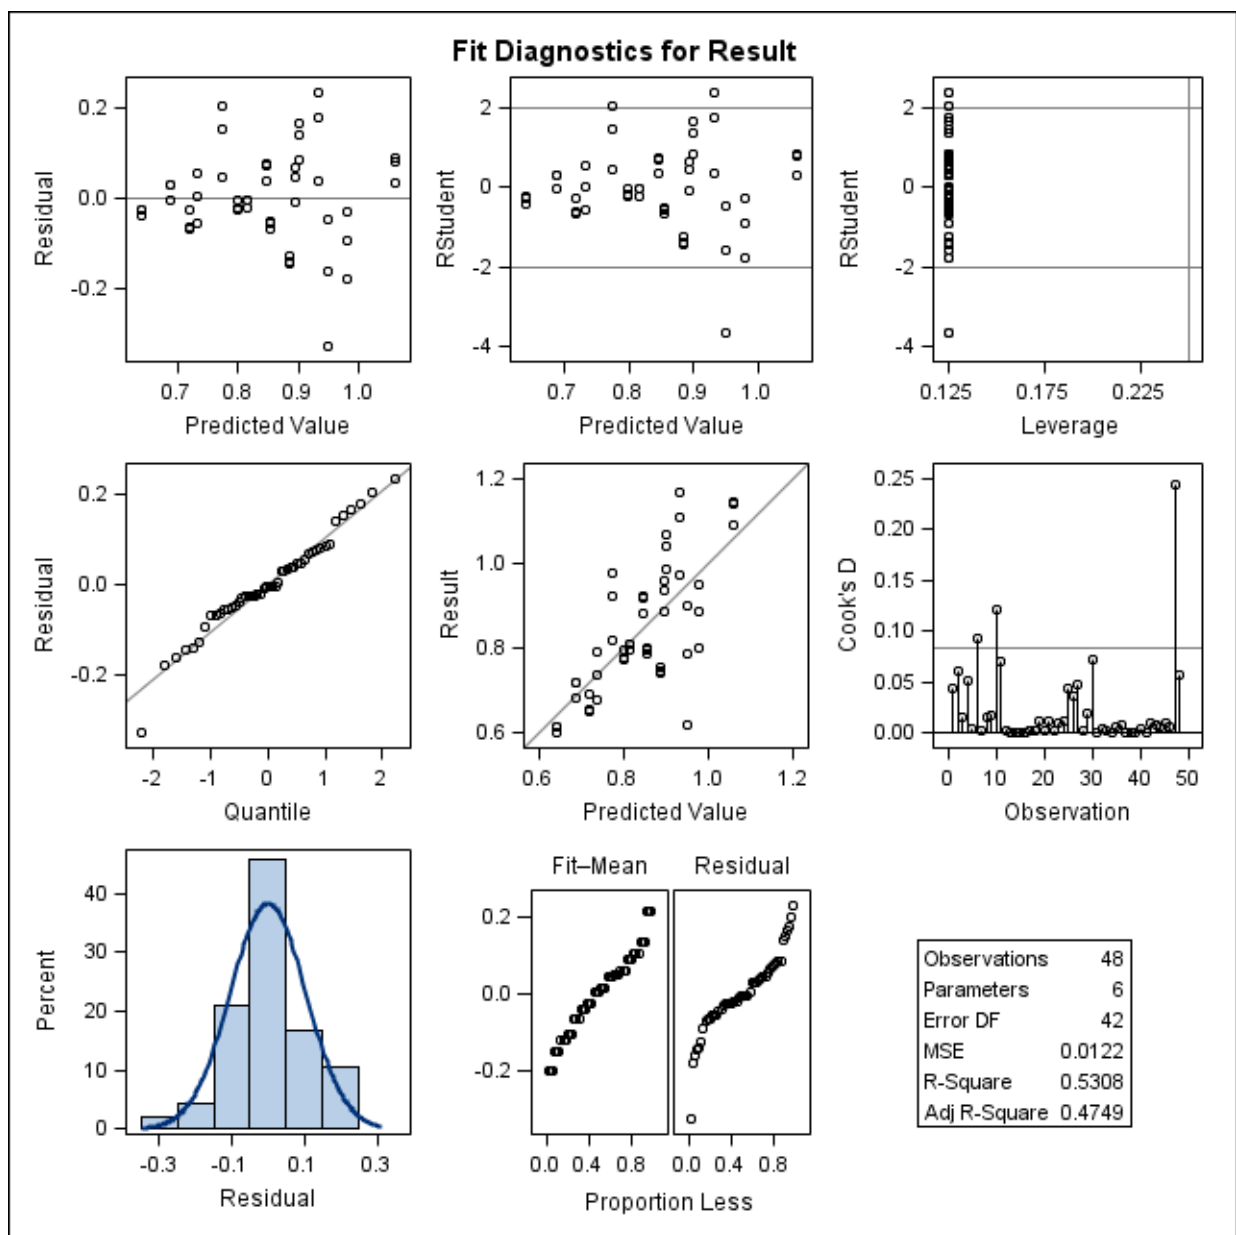 Fit Diagnostics for Result
0.2
0.0
-0.2
Residual
0.7 0.8 0.9 1.0
Predicted Value
2
0
-2
-4
RStudent
0.7 0.8 0.9 1.0
Predicted Value
2
0
-2
-4
RStudent
0.125 0.175 0.225
Leverage
0.2
0.0
-0.2
Residual
-2 -1 0 1 2
Quantile
1.2
1.0
0.8
0.6
Result
0.6 0.8 1.0 1.2
Predicted Value
0.25
0.20
0.15
0.10
0.05
0.00
Cook's D
0 10 20 30 40 50
Observation
40
30
20
10
0
Percent
-0.3 -0.1 0.1 0.3
Residual
Fit–Mean Residual
0.2
0.0
-0.2
0.0 0.4 0.8 0.0 0.4 0.8
Proportion Less
Observations 48
Parameters 6
Error DF 42
MSE 0.0122
R-Square 0.5308
Adj R-Square 0.4749